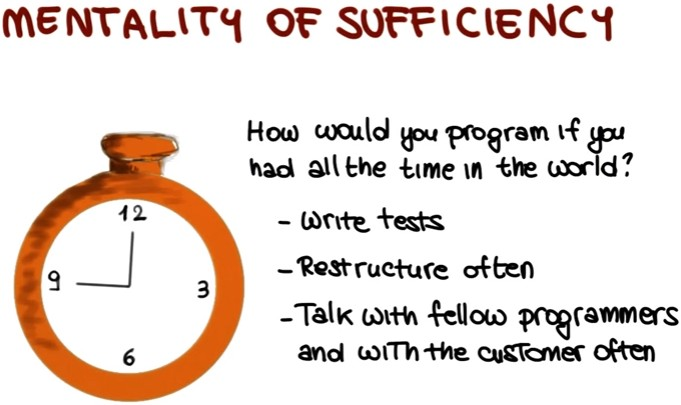 MENTALITY OF SUFFICIENCY
How would you program if you
had all the time in the world?
- Write tests
- Restructure often
- Talk with fellow programmers
and with the customer often
12
9
3
6